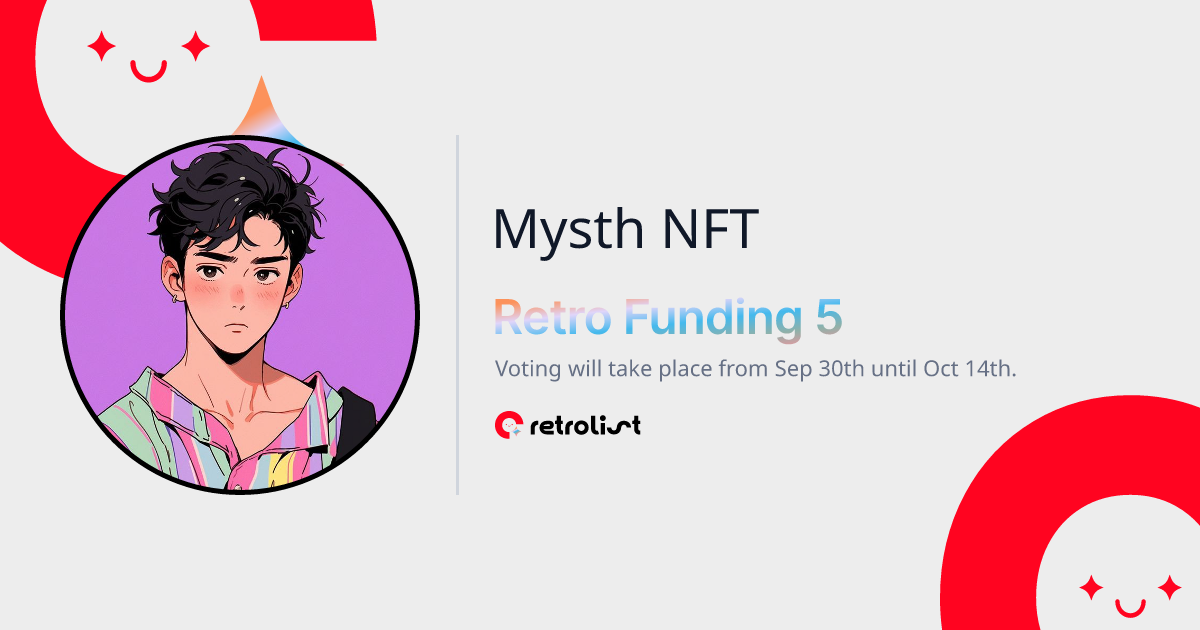 Mysth NFT
Retro Funding 5
Voting will take place from Sep 30th until Oct 14th.
retrolist